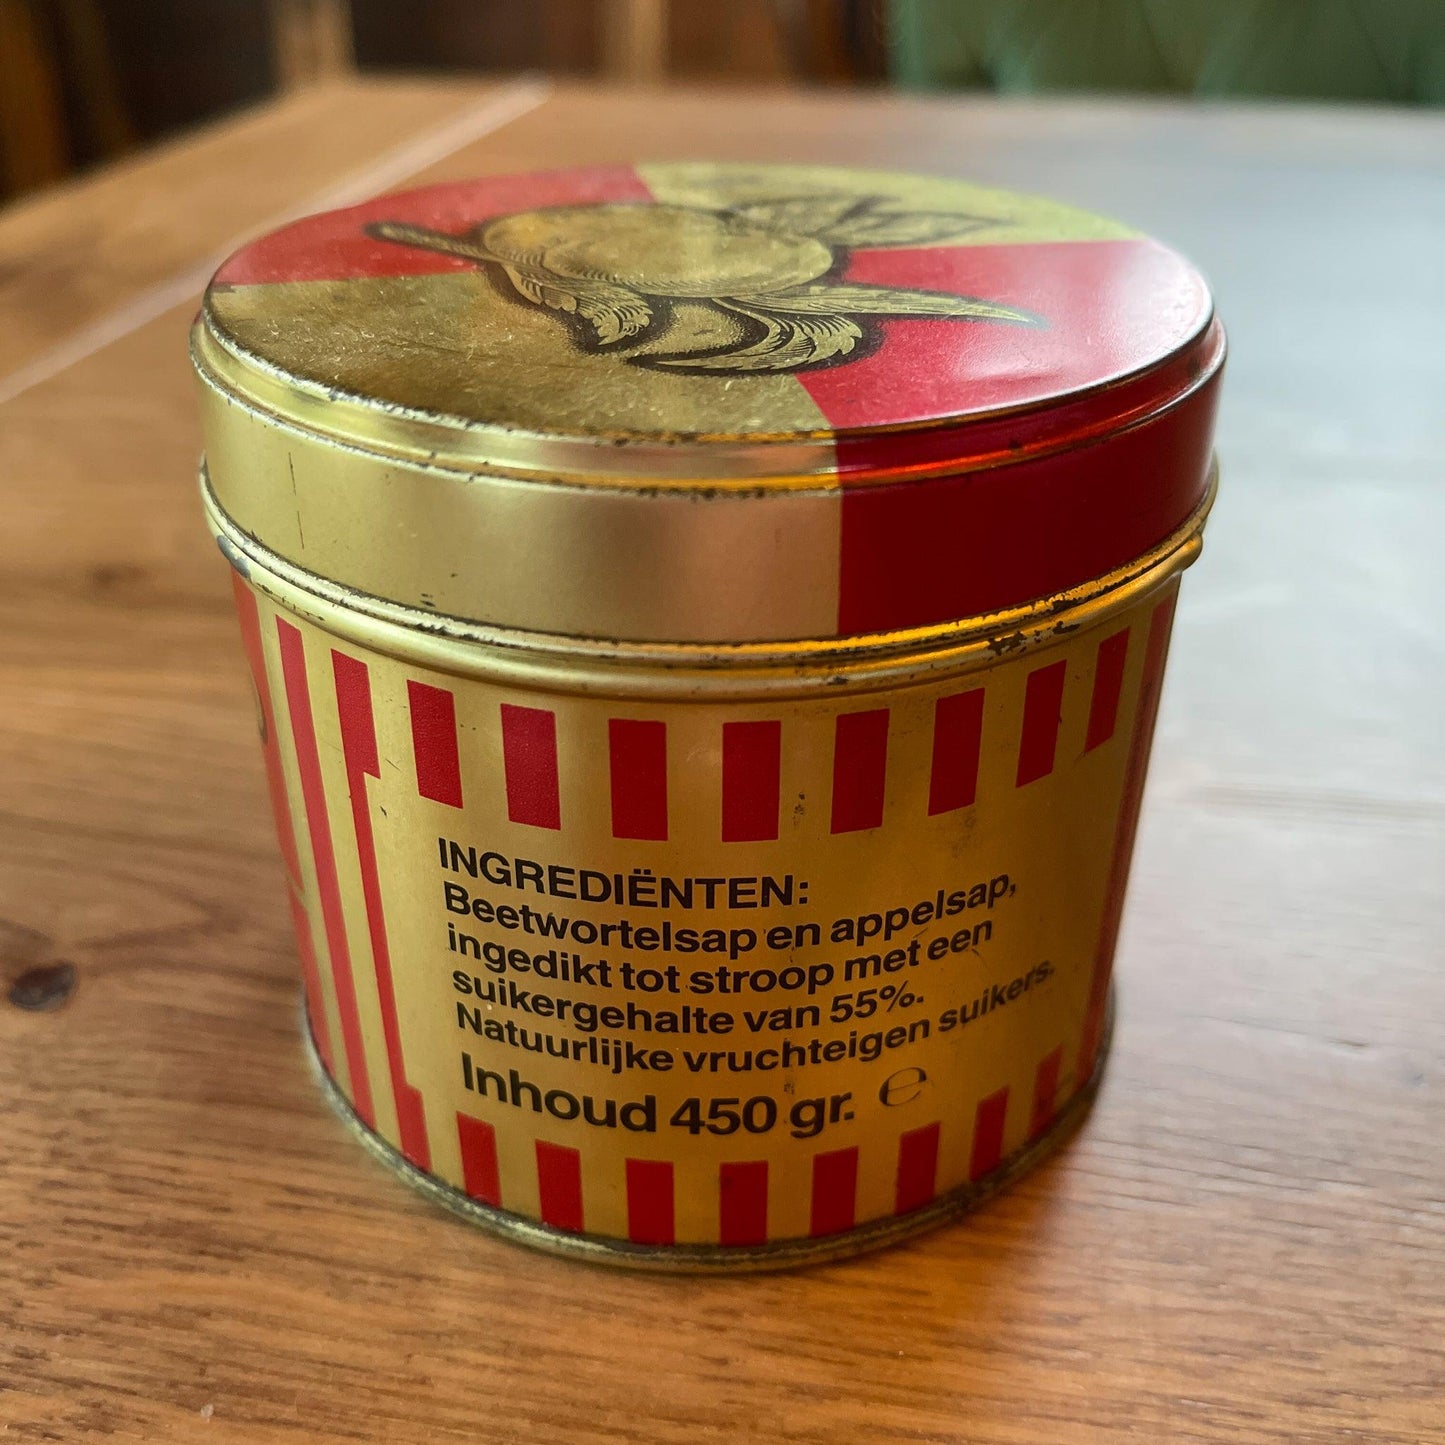 INGREDIËNTEN:
Beetwortelsap en appelsap,
ingedikt tot stroop met een
suikergehalte van 55%.
Natuurlijke vruchteigen suikers.
Inhoud 450 gr. ℮